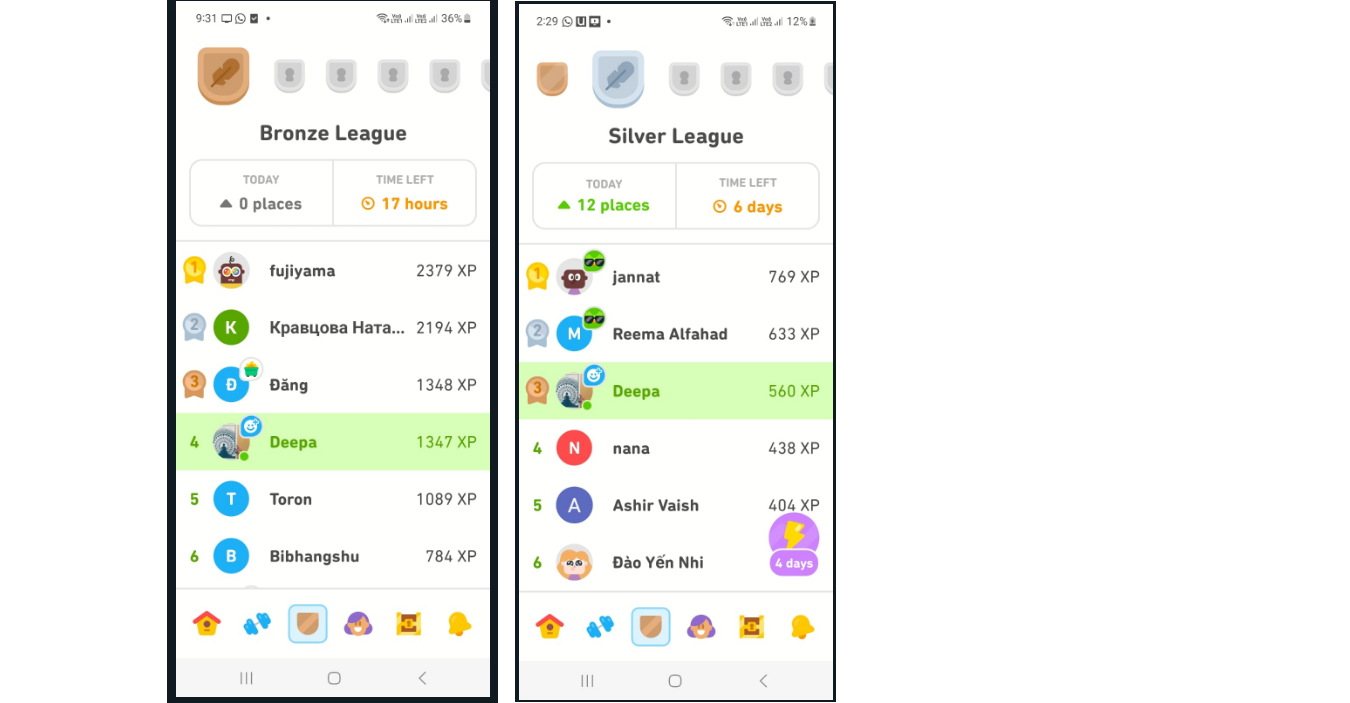 9:31 36%
Bronze League
TODAY TIME LEFT
0 places 17 hours
1 fujiyama 2379 XP
2 K Кравцова Ната... 2194 XP
3 Đ Đăng 1348 XP
4 Deepa 1347 XP
5 T Toron 1089 XP
6 B Bibhangshu 784 XP
2:29 12%
Silver League
TODAY TIME LEFT
12 places 6 days
1 jannat 769 XP
2 M Reema Alfahad 633 XP
3 Deepa 560 XP
4 N nana 438 XP
5 A Ashir Vaish 404 XP
6 Đào Yến Nhi
4 days